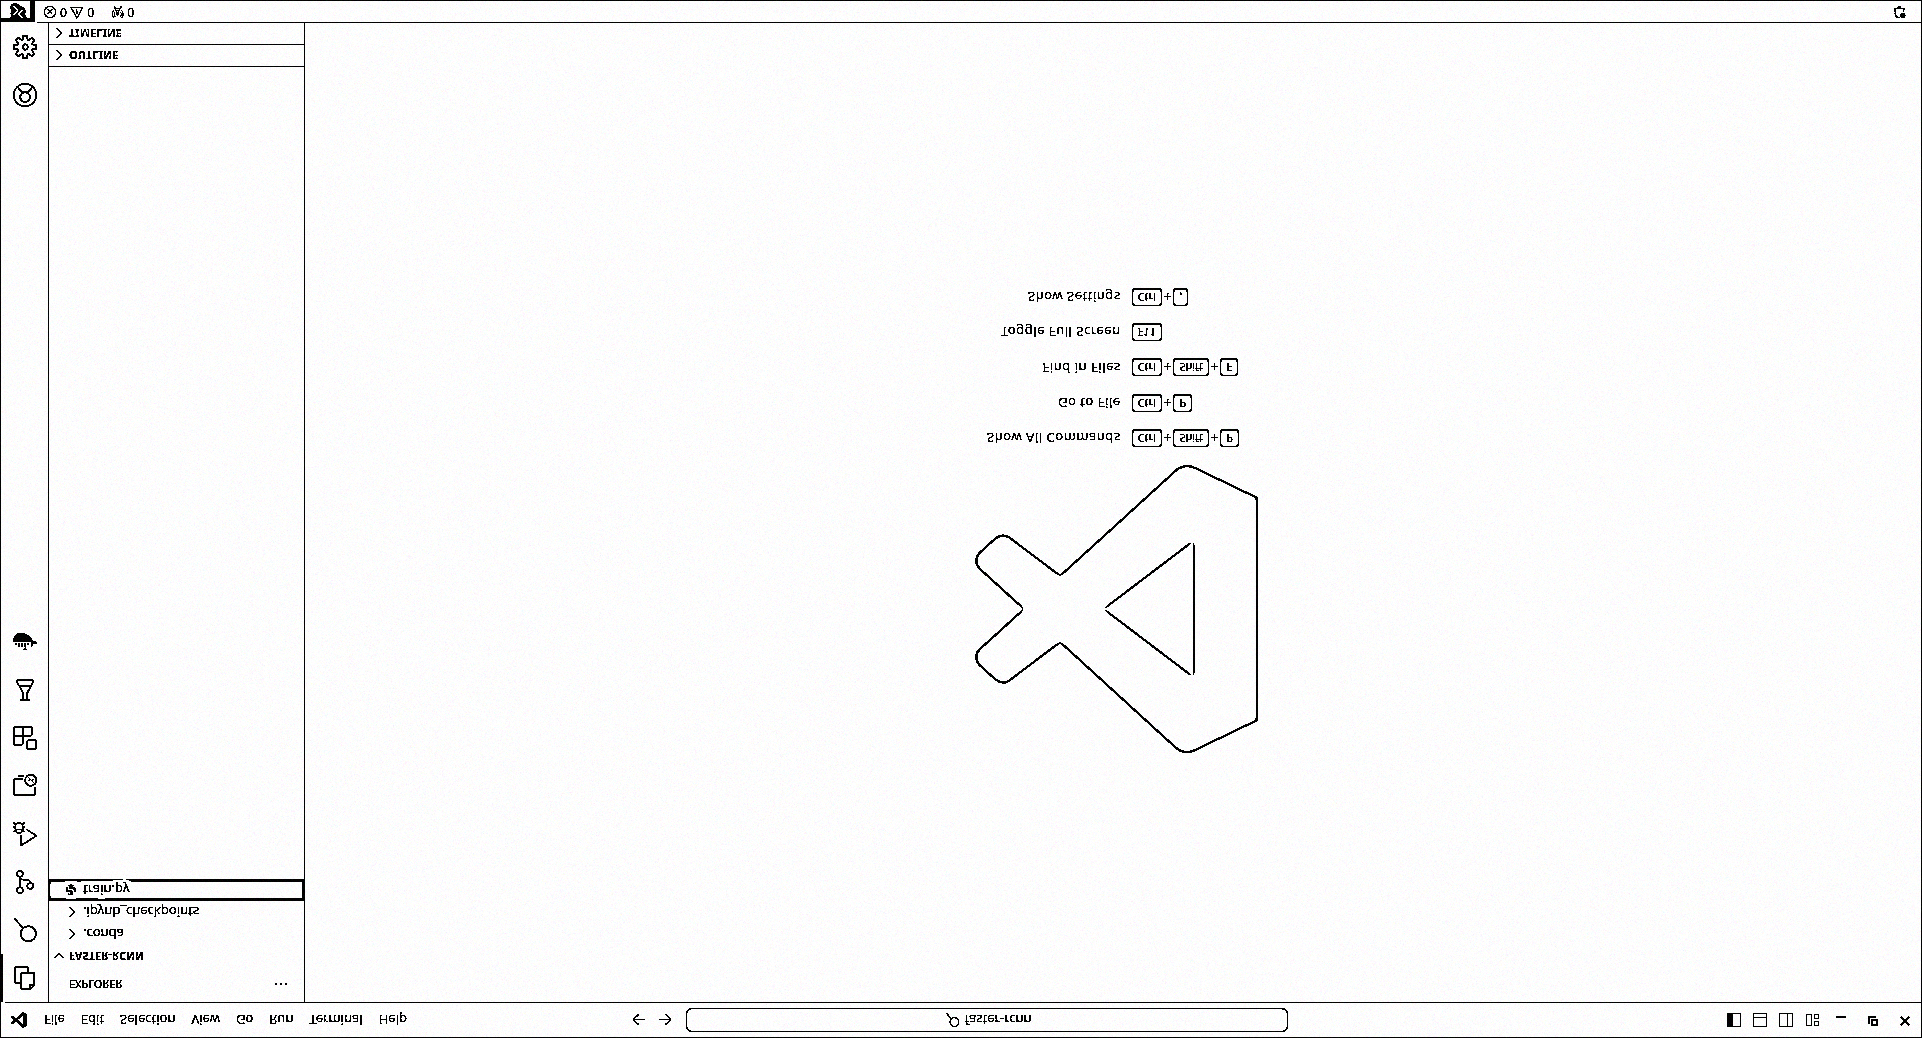 File Edit Selection View Go Run Terminal Help
faster-rcnn
EXPLORER ...
FASTER-RCNN
.conda
.ipynb_checkpoints
train.py
Show All Commands Ctrl + Shift + P
Go to File Ctrl + P
Find in Files Ctrl + Shift + F
Toggle Full Screen F11
Show Settings Ctrl + ,
OUTLINE
TIMELINE
0 0 0